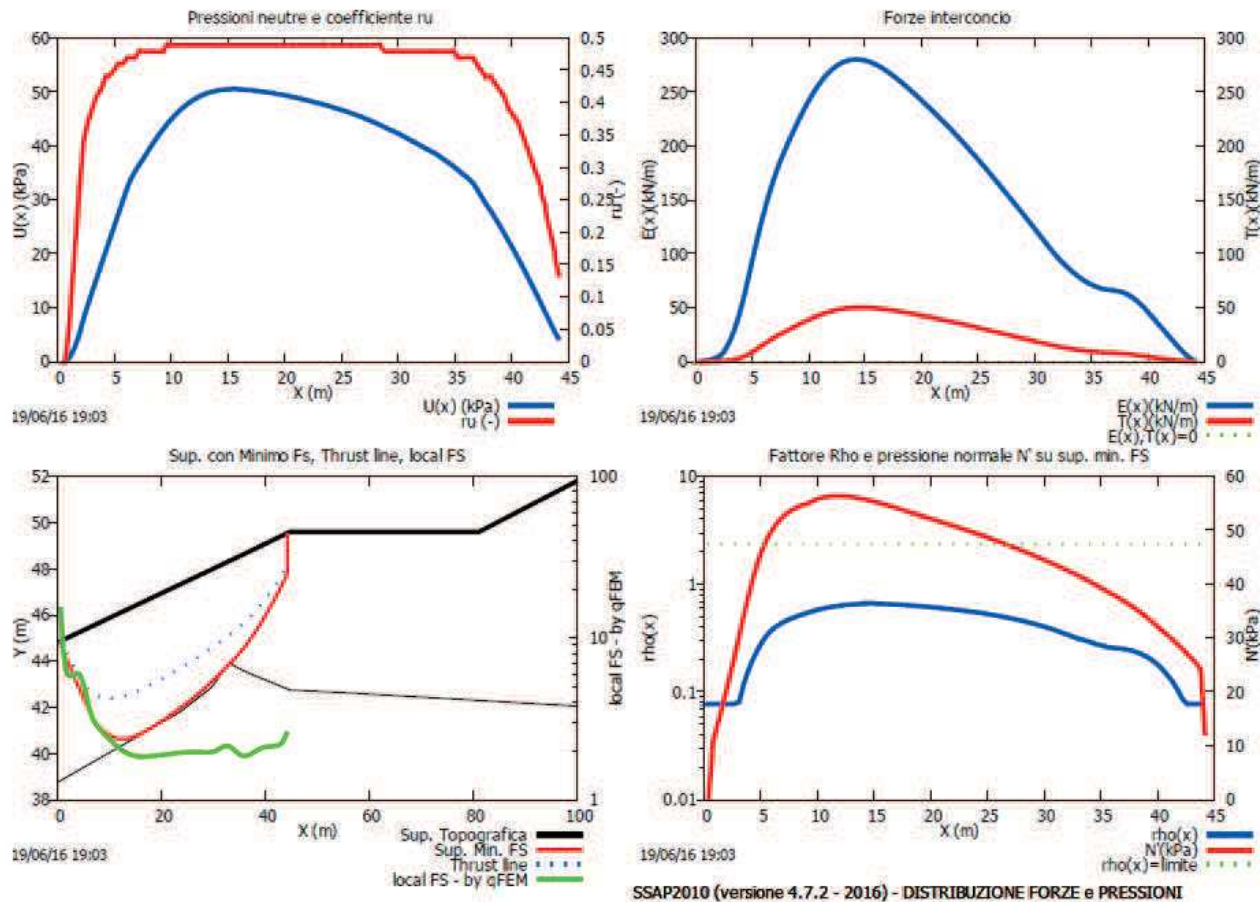 Pressioni neutre e coefficiente ru
60
50
40
30
20
10
0
U(x) (kPa)
0.5
0.45
0.4
0.35
0.3
0.25
0.2
0.15
0.1
0.05
0
ru (-)
0 5 10 15 20 25 30 35 40 45
X (m)
19/06/16 19:03
U(x) (kPa)
ru (-)
Forze interconcio
300
250
200
150
100
50
0
E(x)(kN/m)
300
250
200
150
100
50
0
T(x)(kN/m)
0 5 10 15 20 25 30 35 40 45
X (m)
19/06/16 19:03
E(x)(kN/m)
T(x)(kN/m)
E(x),T(x)=0
Sup. con Minimo Fs, Thrust line, local FS
52
50
48
46
44
42
40
38
Y (m)
100
10
1
local FS - by qFEM
0 20 40 60 80 100
X (m)
19/06/16 19:03
Sup. Topografica
Sup. Min. FS
Thrust line
local FS - by qFEM
Fattore Rho e pressione normale N' su sup. min. FS
10
1
0.1
0.01
rho(x)
60
50
40
30
20
10
0
N'(kPa)
0 5 10 15 20 25 30 35 40 45
X (m)
19/06/16 19:03
rho(x)
N'(kPa)
rho(x)=limite
SSAP2010 (versione 4.7.2 - 2016) - DISTRIBUZIONE FORZE e PRESSIONI